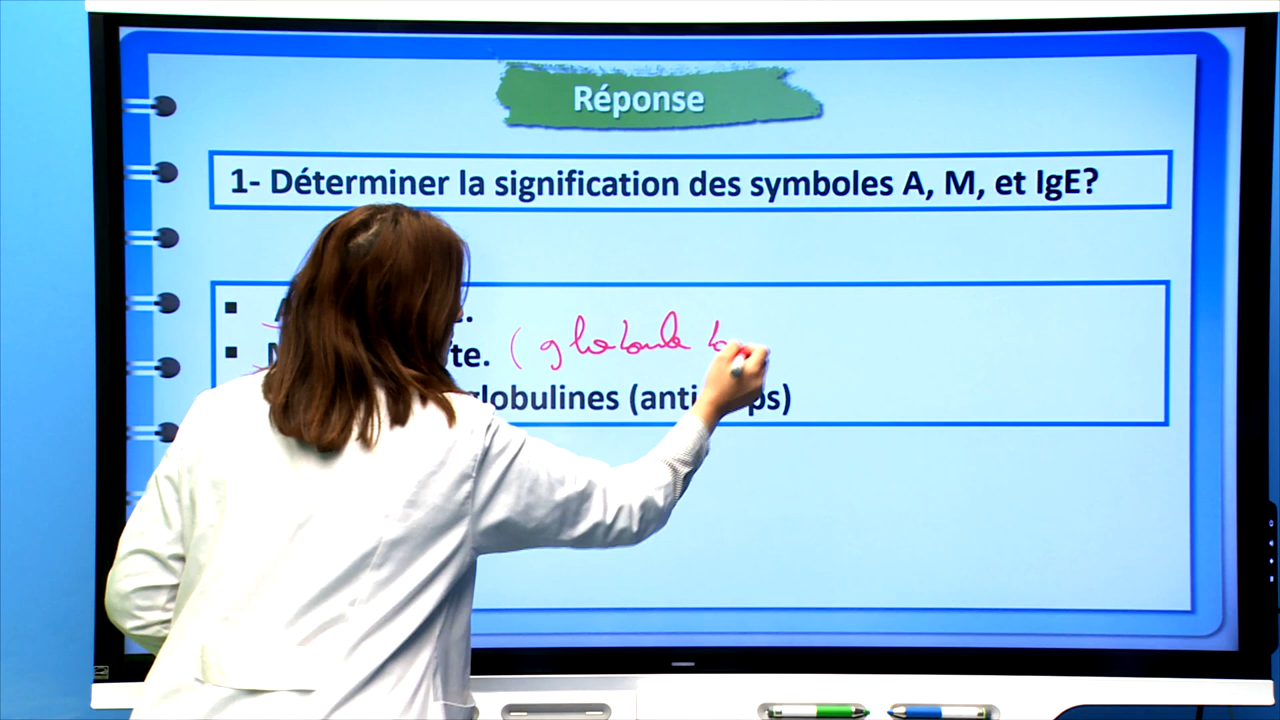 Réponse
1- Déterminer la signification des symboles A, M, et IgE?
te. (globule
globulines (anti ps)